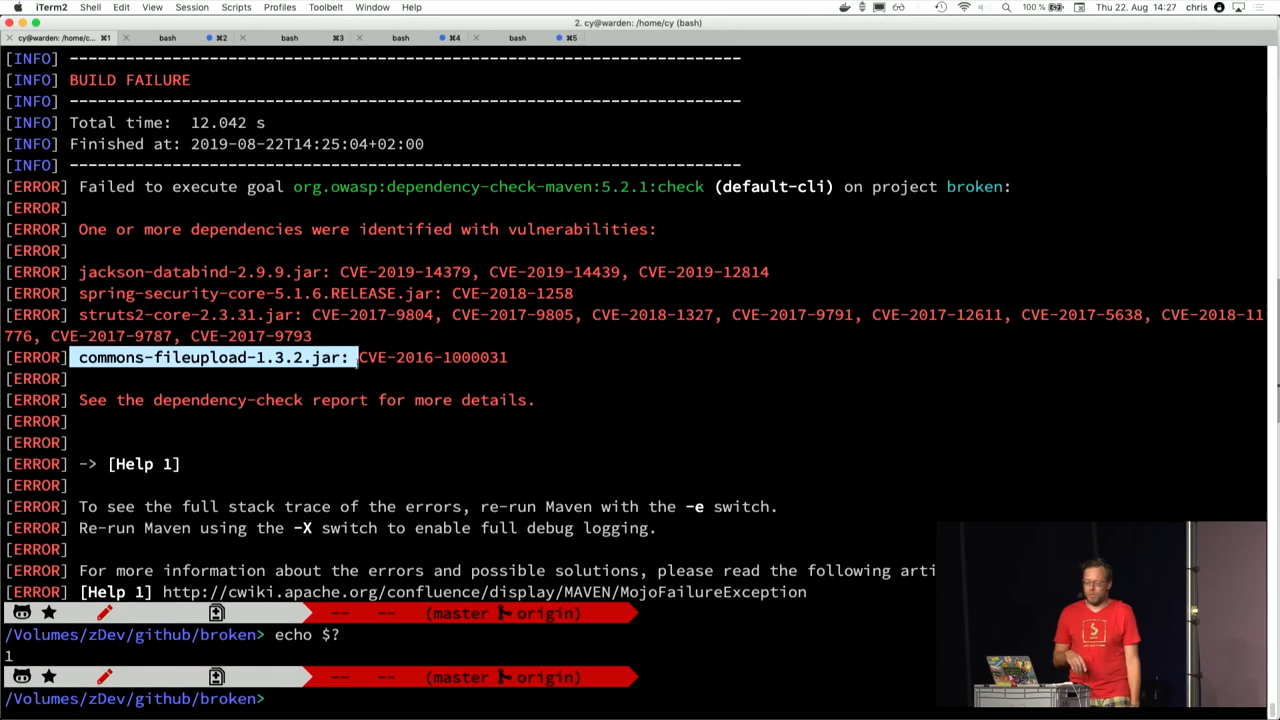 iTerm2 Shell Edit View Session Scripts Profiles Toolbelt Window Help 100 % Thu 22. Aug 14:27 chris
2. cy@warden: /home/cy (bash)
cy@warden: /home/c... ⌘1 bash ⌘2 bash ⌘3 bash ⌘4 bash ⌘5
[INFO] ------------------------------------------------------------------------
[INFO] BUILD FAILURE
[INFO] ------------------------------------------------------------------------
[INFO] Total time:  12.042 s
[INFO] Finished at: 2019-08-22T14:25:04+02:00
[INFO] ------------------------------------------------------------------------
[ERROR] Failed to execute goal org.owasp:dependency-check-maven:5.2.1:check (default-cli) on project broken:
[ERROR]
[ERROR] One or more dependencies were identified with vulnerabilities:
[ERROR]
[ERROR] jackson-databind-2.9.9.jar: CVE-2019-14379, CVE-2019-14439, CVE-2019-12814
[ERROR] spring-security-core-5.1.6.RELEASE.jar: CVE-2018-1258
[ERROR] struts2-core-2.3.31.jar: CVE-2017-9804, CVE-2017-9805, CVE-2018-1327, CVE-2017-9791, CVE-2017-12611, CVE-2017-5638, CVE-2018-11
776, CVE-2017-9787, CVE-2017-9793
[ERROR] commons-fileupload-1.3.2.jar: CVE-2016-1000031
[ERROR]
[ERROR] See the dependency-check report for more details.
[ERROR]
[ERROR]
[ERROR] -> [Help 1]
[ERROR]
[ERROR] To see the full stack trace of the errors, re-run Maven with the -e switch.
[ERROR] Re-run Maven using the -X switch to enable full debug logging.
[ERROR]
[ERROR] For more information about the errors and possible solutions, please read the following arti
[ERROR] [Help 1] http://cwiki.apache.org/confluence/display/MAVEN/MojoFailureException
-- -- (master origin)
/Volumes/zDev/github/broken> echo $?
1
-- -- (master origin)
/Volumes/zDev/github/broken>